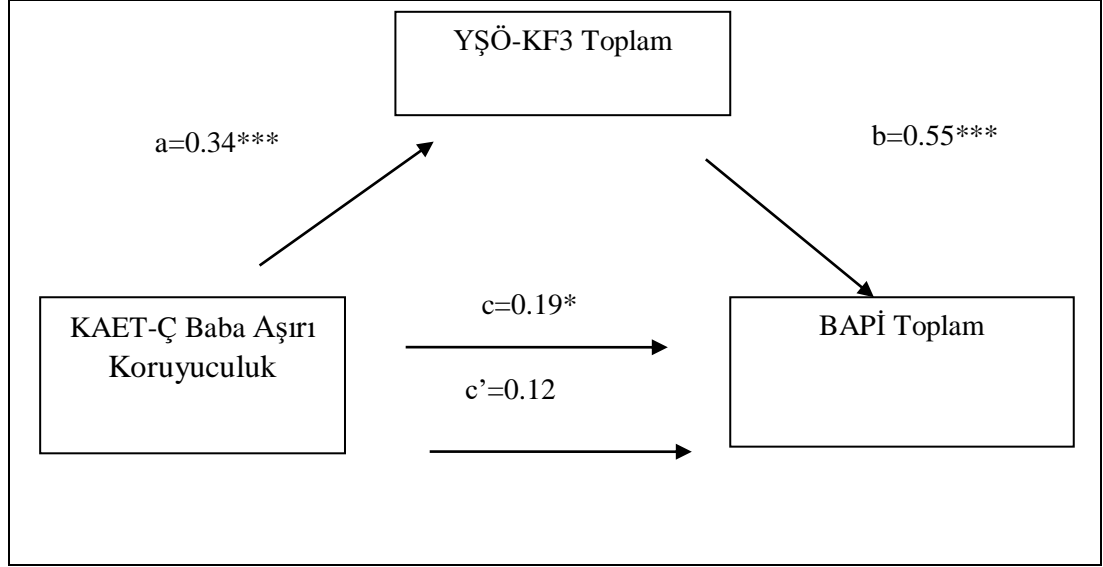 YŞÖ-KF3 Toplam
a=0.34***
b=0.55***
KAET-Ç Baba Aşırı
Koruyuculuk
c=0.19*
c’=0.12
BAPİ Toplam